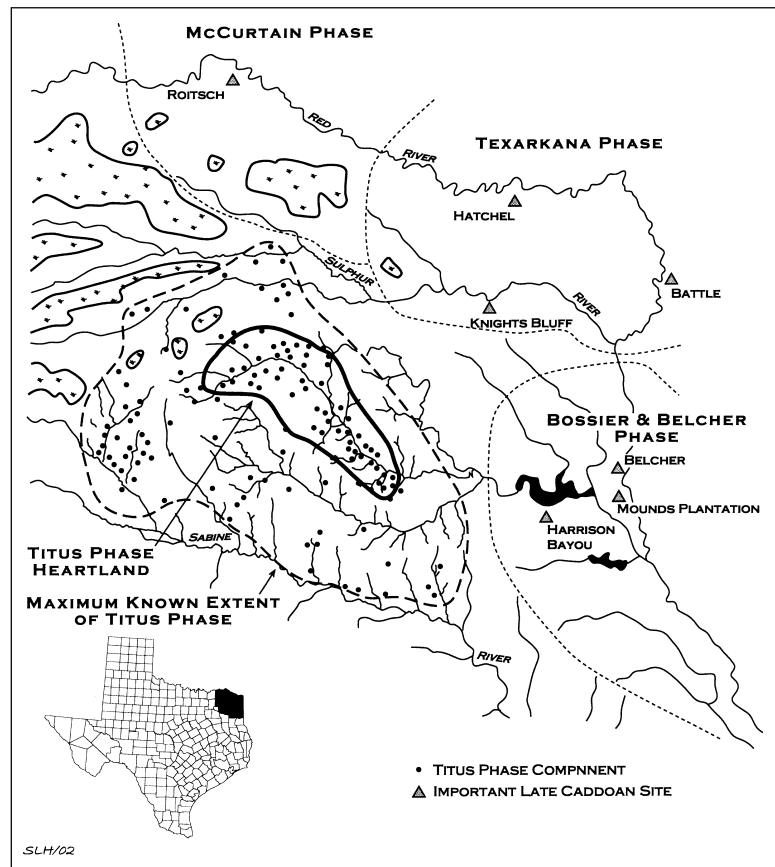 McCurtain Phase
Roitsch
Red
River
Texarkana Phase
Hatchel
Sulphur
River
Battle
Knights Bluff
Bossier & Belcher
Phase
Belcher
Mounds Plantation
Harrison
Bayou
Sabine
Titus Phase
Heartland
Maximum Known Extent
of Titus Phase
River
Titus Phase Compnnent
Important Late Caddoan Site
SLH/02